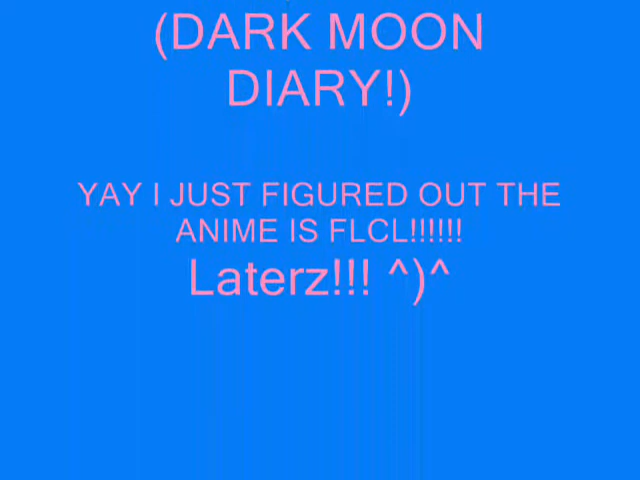 (DARK MOON
DIARY!)
YAY I JUST FIGURED OUT THE
ANIME IS FLCL!!!!!!
Laterz!!! ^)^